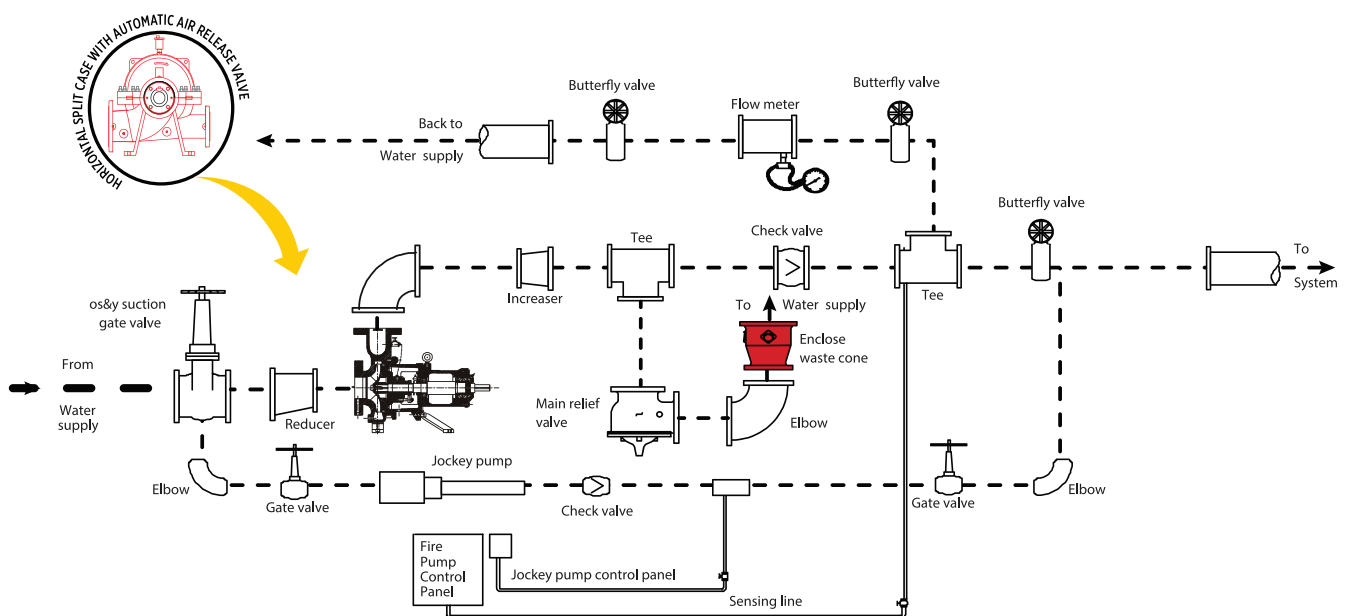 HORIZONTAL SPLIT CASE WITH AUTOMATIC AIR RELEASE VALVE
Butterfly valve
Flow meter
Butterfly valve
Back to
Water supply
Butterfly valve
Tee
Check valve
os&y suction
gate valve
Increaser
To
Water supply
Tee
To
System
Enclose
waste cone
From
Water
supply
Reducer
Main relief
valve
Elbow
Jockey pump
Elbow
Gate valve
Check valve
Gate valve
Elbow
Fire
Pump
Control
Panel
Jockey pump control panel
Sensing line